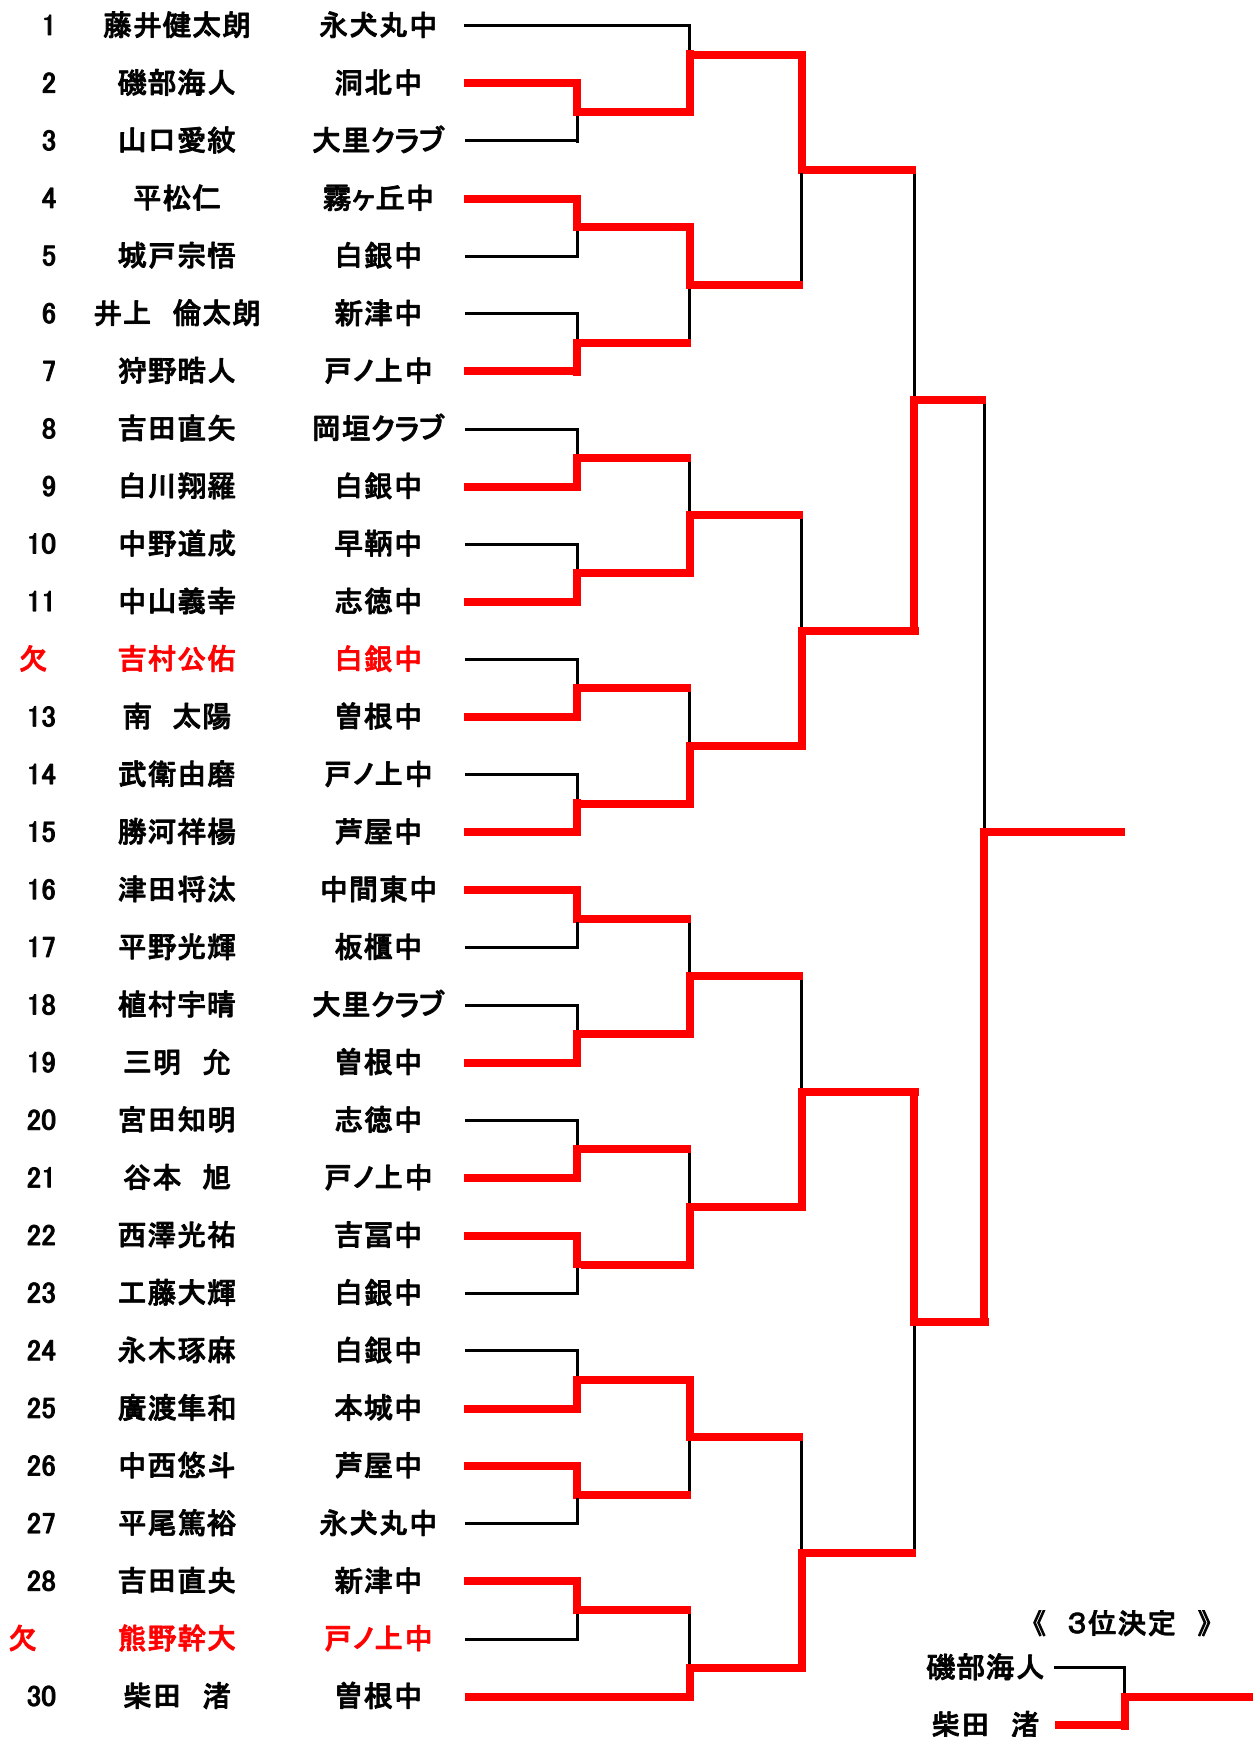 1 藤井健太朗 永犬丸中
2 磯部海人 洞北中
3 山口愛紋 大里クラブ
4 平松仁 霧ヶ丘中
5 城戸宗悟 白銀中
6 井上 倫太朗 新津中
7 狩野晧人 戸ノ上中
8 吉田直矢 岡垣クラブ
9 白川翔羅 白銀中
10 中野道成 早鞆中
11 中山義幸 志徳中
欠 吉村公佑 白銀中
13 南 太陽 曽根中
14 武衛由磨 戸ノ上中
15 勝河祥楊 芦屋中
16 津田将汰 中間東中
17 平野光輝 板櫃中
18 植村宇晴 大里クラブ
19 三明 允 曽根中
20 宮田知明 志徳中
21 谷本 旭 戸ノ上中
22 西澤光祐 吉冨中
23 工藤大輝 白銀中
24 永木琢麻 白銀中
25 廣渡隼和 本城中
26 中西悠斗 芦屋中
27 平尾篤裕 永犬丸中
28 吉田直央 新津中
欠 熊野幹大 戸ノ上中
30 柴田 渚 曽根中
《 3位決定 》
磯部海人
柴田 渚